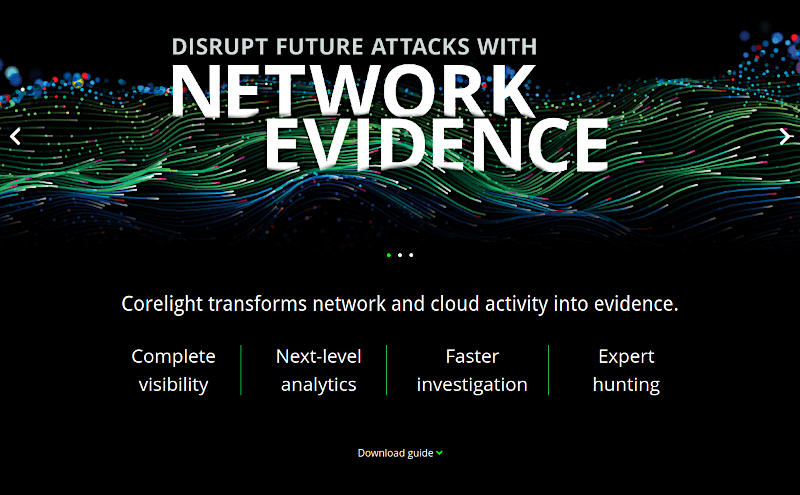 DISRUPT FUTURE ATTACKS WITH
NETWORK
EVIDENCE
Corelight transforms network and cloud activity into evidence.
Complete
visibility
Next-level
analytics
Faster
investigation
Expert
hunting
Download guide